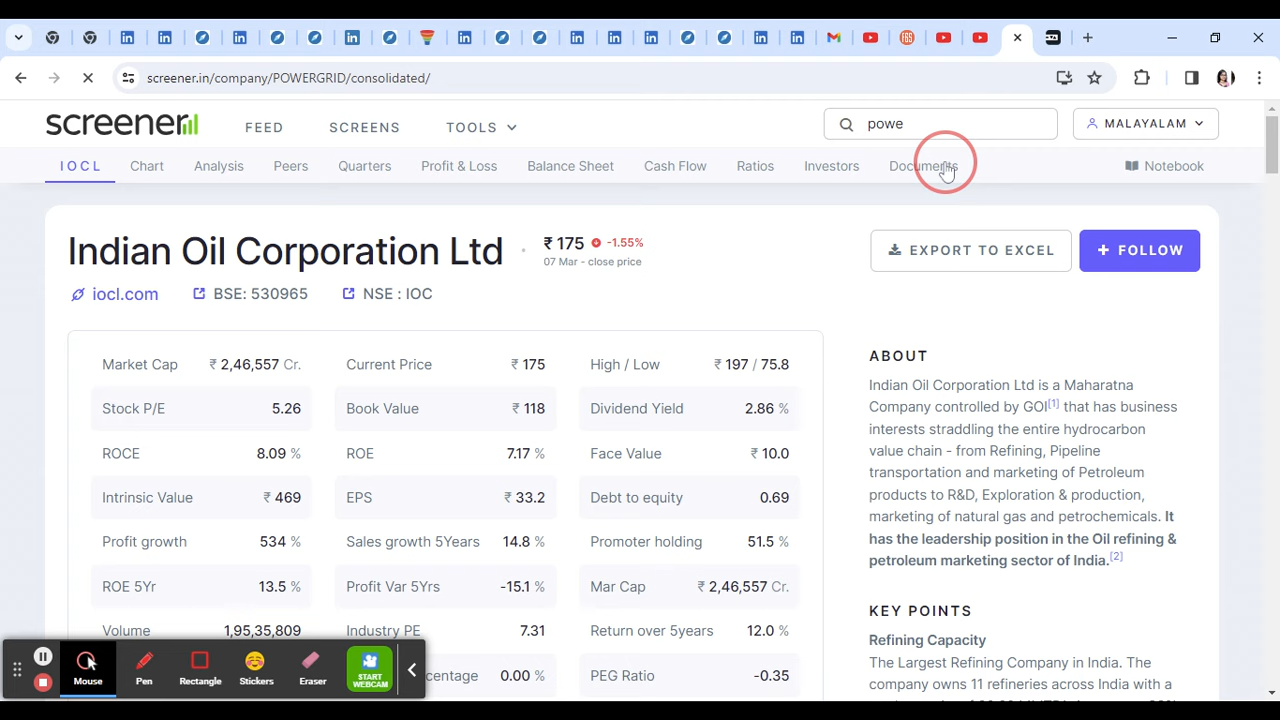 screener.in/company/POWERGRID/consolidated/
screener
FEED
SCREENS
TOOLS
powe
MALAYALAM
IOCL
Chart
Analysis
Peers
Quarters
Profit & Loss
Balance Sheet
Cash Flow
Ratios
Investors
Documents
Notebook
Indian Oil Corporation Ltd
₹ 175 -1.55%
07 Mar - close price
EXPORT TO EXCEL
+ FOLLOW
iocl.com
BSE: 530965
NSE : IOC
Market Cap ₹ 2,46,557 Cr.
Current Price ₹ 175
High / Low ₹ 197 / 75.8
Stock P/E 5.26
Book Value ₹ 118
Dividend Yield 2.86 %
ROCE 8.09 %
ROE 7.17 %
Face Value ₹ 10.0
Intrinsic Value ₹ 469
EPS ₹ 33.2
Debt to equity 0.69
Profit growth 534 %
Sales growth 5Years 14.8 %
Promoter holding 51.5 %
ROE 5Yr 13.5 %
Profit Var 5Yrs -15.1 %
Mar Cap ₹ 2,46,557 Cr.
Volume 1,95,35,809
Industry PE 7.31
Return over 5years 12.0 %
centage 0.00 %
PEG Ratio -0.35
ABOUT
Indian Oil Corporation Ltd is a Maharatna
Company controlled by GOI[1] that has business
interests straddling the entire hydrocarbon
value chain - from Refining, Pipeline
transportation and marketing of Petroleum
products to R&D, Exploration & production,
marketing of natural gas and petrochemicals. It
has the leadership position in the Oil refining &
petroleum marketing sector of India.[2]
KEY POINTS
Refining Capacity
The Largest Refining Company in India. The
company owns 11 refineries across India with a
Mouse
Pen
Rectangle
Stickers
Eraser
START
WEBCAM